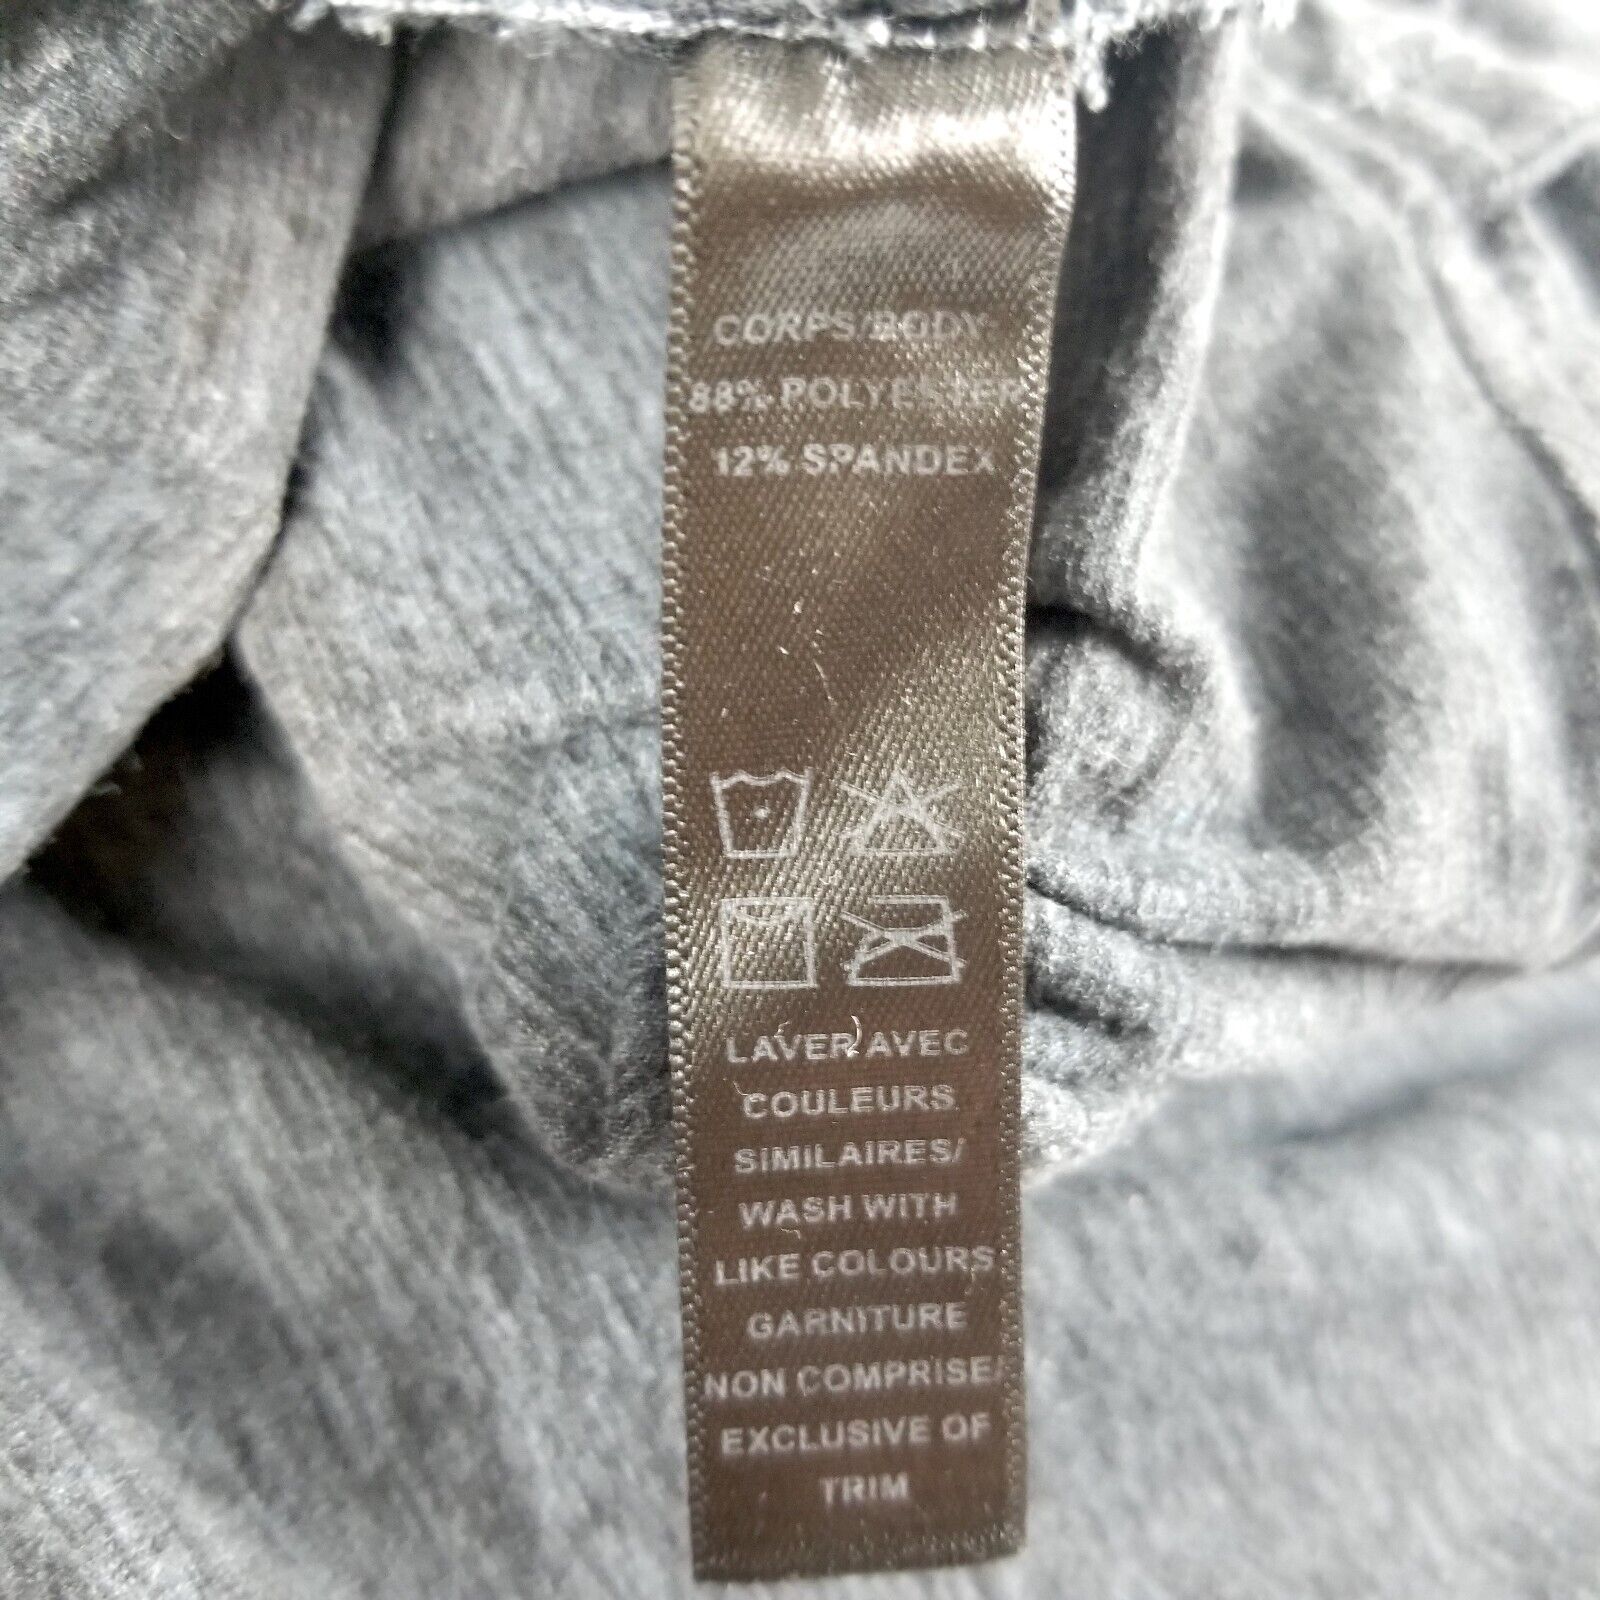 CORPS/BODY
88% POLYESTER
12% SPANDEX
LAVER AVEC
COULEURS
SIMILAIRES/
WASH WITH
LIKE COLOURS
GARNITURE
NON COMPRISE/
EXCLUSIVE OF
TRIM